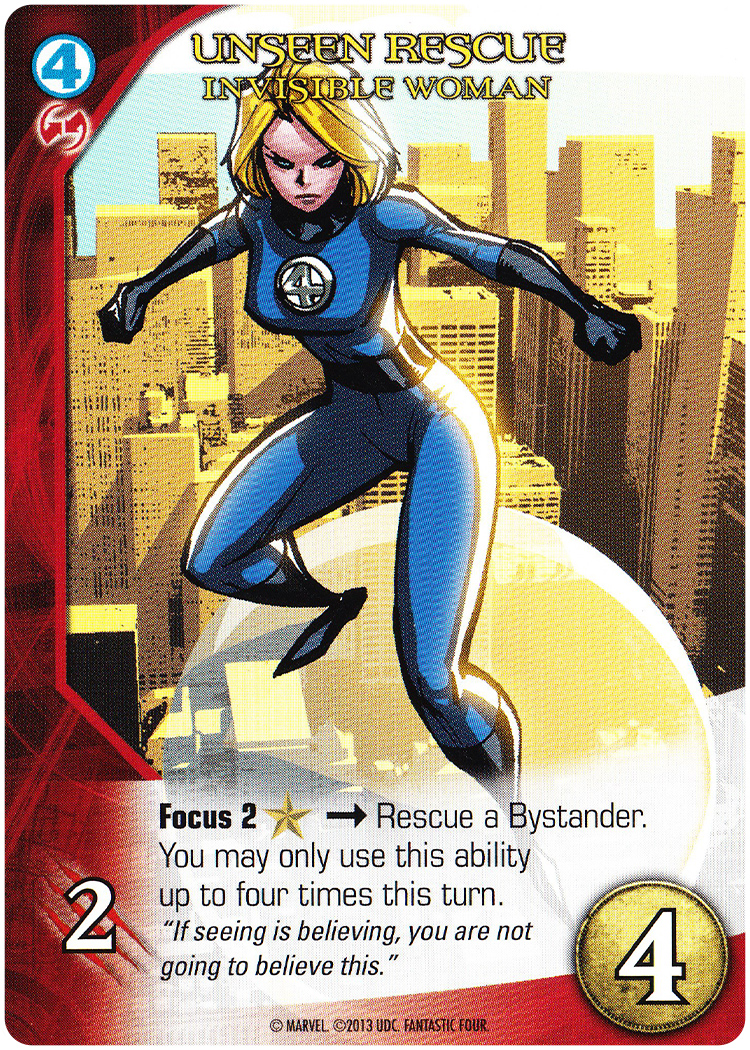 4
UNSEEN RESCUE
INVISIBLE WOMAN
4
Focus 2 → Rescue a Bystander.
You may only use this ability
up to four times this turn.
“If seeing is believing, you are not
going to believe this.”
2
4
© MARVEL. ©2013 UDC. FANTASTIC FOUR.